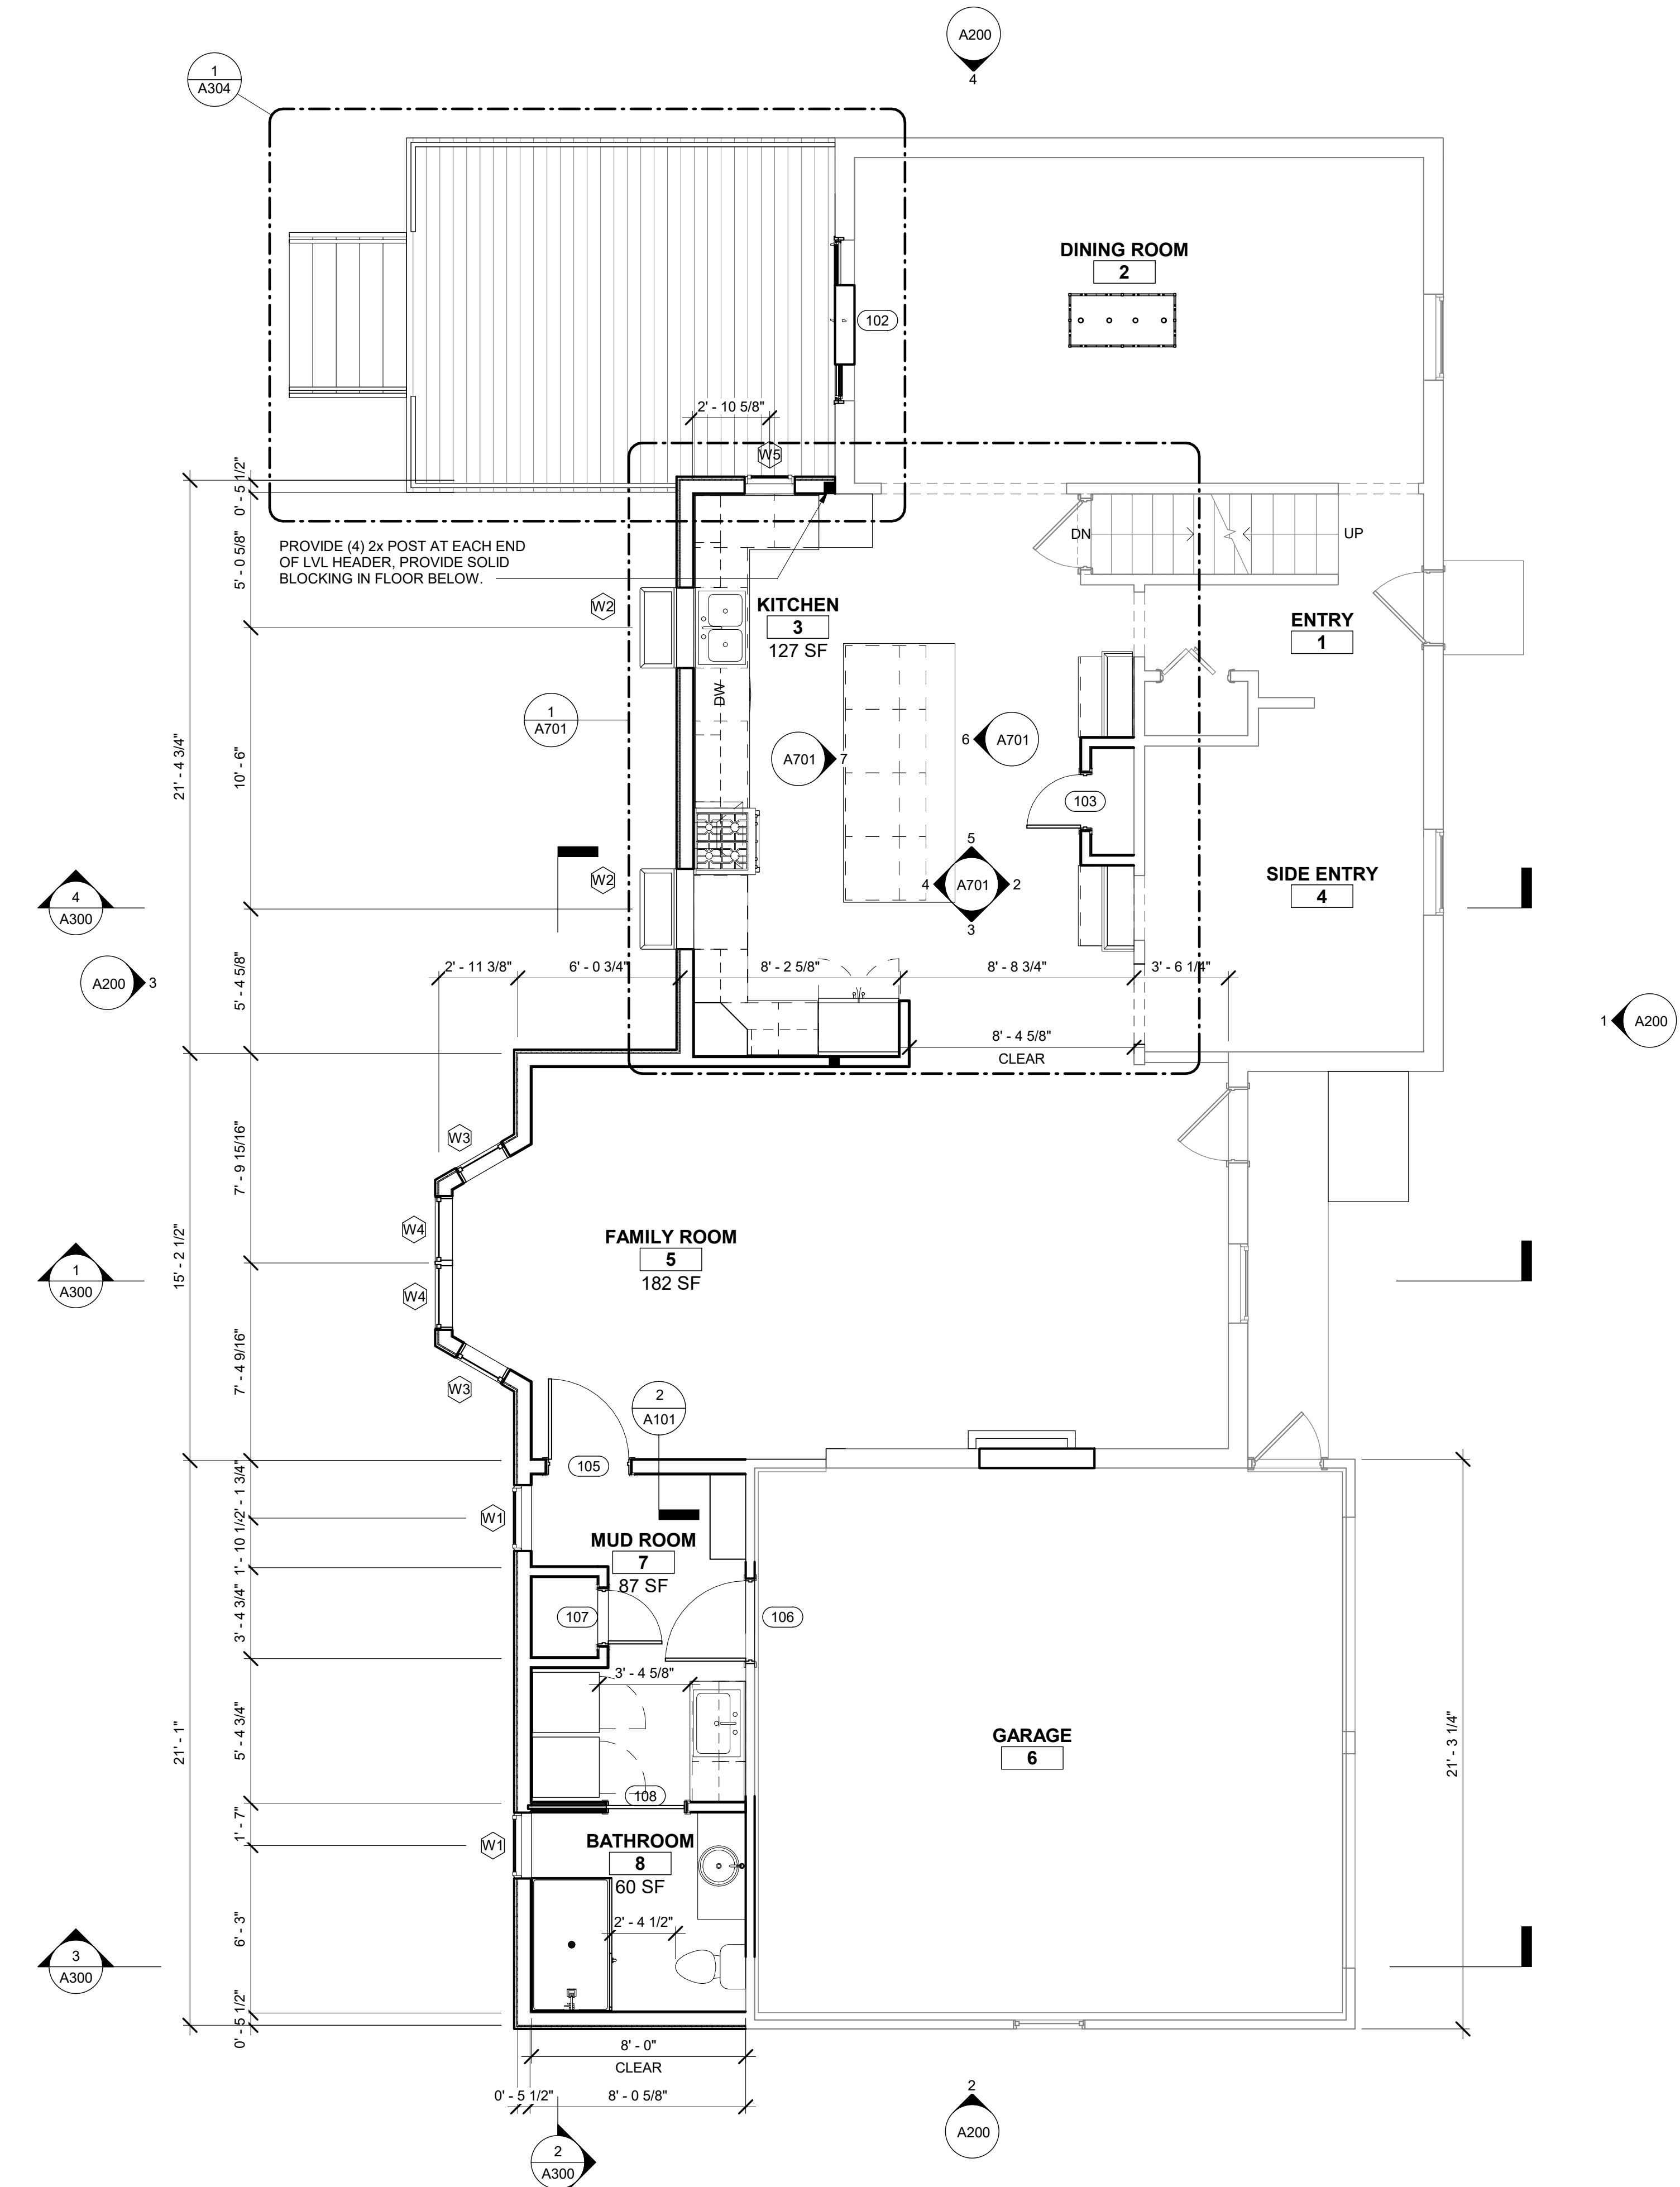 A200
4
1
A304
DINING ROOM
2
102
2' - 10 5/8"
W5
0' - 5 1/2"
5' - 0 5/8"
10' - 6"
5' - 4 5/8"
21' - 4 3/4"
PROVIDE (4) 2x POST AT EACH END
OF LVL HEADER, PROVIDE SOLID
BLOCKING IN FLOOR BELOW.
DN
UP
W2
KITCHEN
3
127 SF
ENTRY
1
DW
1
A701
A701
7
6
A701
103
5
4
A701
2
3
W2
SIDE ENTRY
4
4
A300
A200
3
2' - 11 3/8"
6' - 0 3/4"
8' - 2 5/8"
8' - 8 3/4"
3' - 6 1/4"
8' - 4 5/8"
CLEAR
1
A200
7' - 9 15/16"
15' - 2 1/2"
7' - 4 9/16"
W3
W4
FAMILY ROOM
5
182 SF
W4
W3
1
A300
2
A101
105
2' - 1 3/4"
1' - 10 1/2"
3' - 4 3/4"
5' - 4 3/4"
1' - 7"
6' - 3"
0' - 5 1/2"
21' - 1"
W1
MUD ROOM
7
87 SF
107
106
3' - 4 5/8"
GARAGE
6
21' - 3 1/4"
108
W1
BATHROOM
8
60 SF
2' - 4 1/2"
3
A300
8' - 0"
CLEAR
0' - 5 1/2"
8' - 0 5/8"
2
A200
2
A300